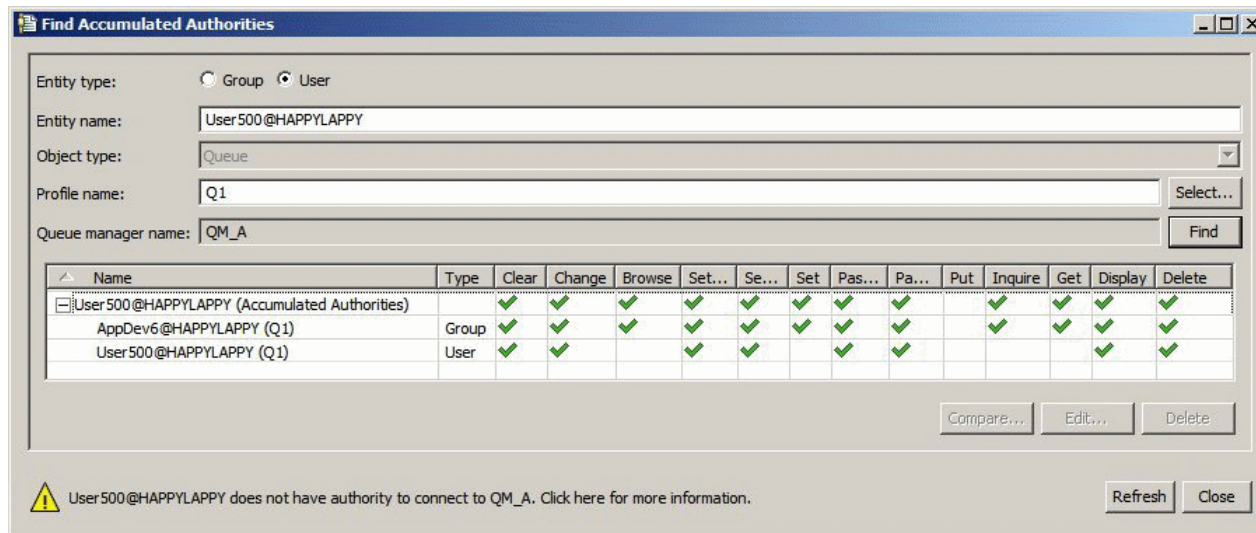 Find Accumulated Authorities
Entity type: Group User
Entity name: User500@HAPPYLAPPY
Object type: Queue
Profile name: Q1 Select...
Queue manager name: QM_A Find
Name Type Clear Change Browse Set... Se... Set Pas... Pa... Put Inquire Get Display Delete
User500@HAPPYLAPPY (Accumulated Authorities)
AppDev6@HAPPYLAPPY (Q1) Group
User500@HAPPYLAPPY (Q1) User
Compare... Edit... Delete
User500@HAPPYLAPPY does not have authority to connect to QM_A. Click here for more information. Refresh Close